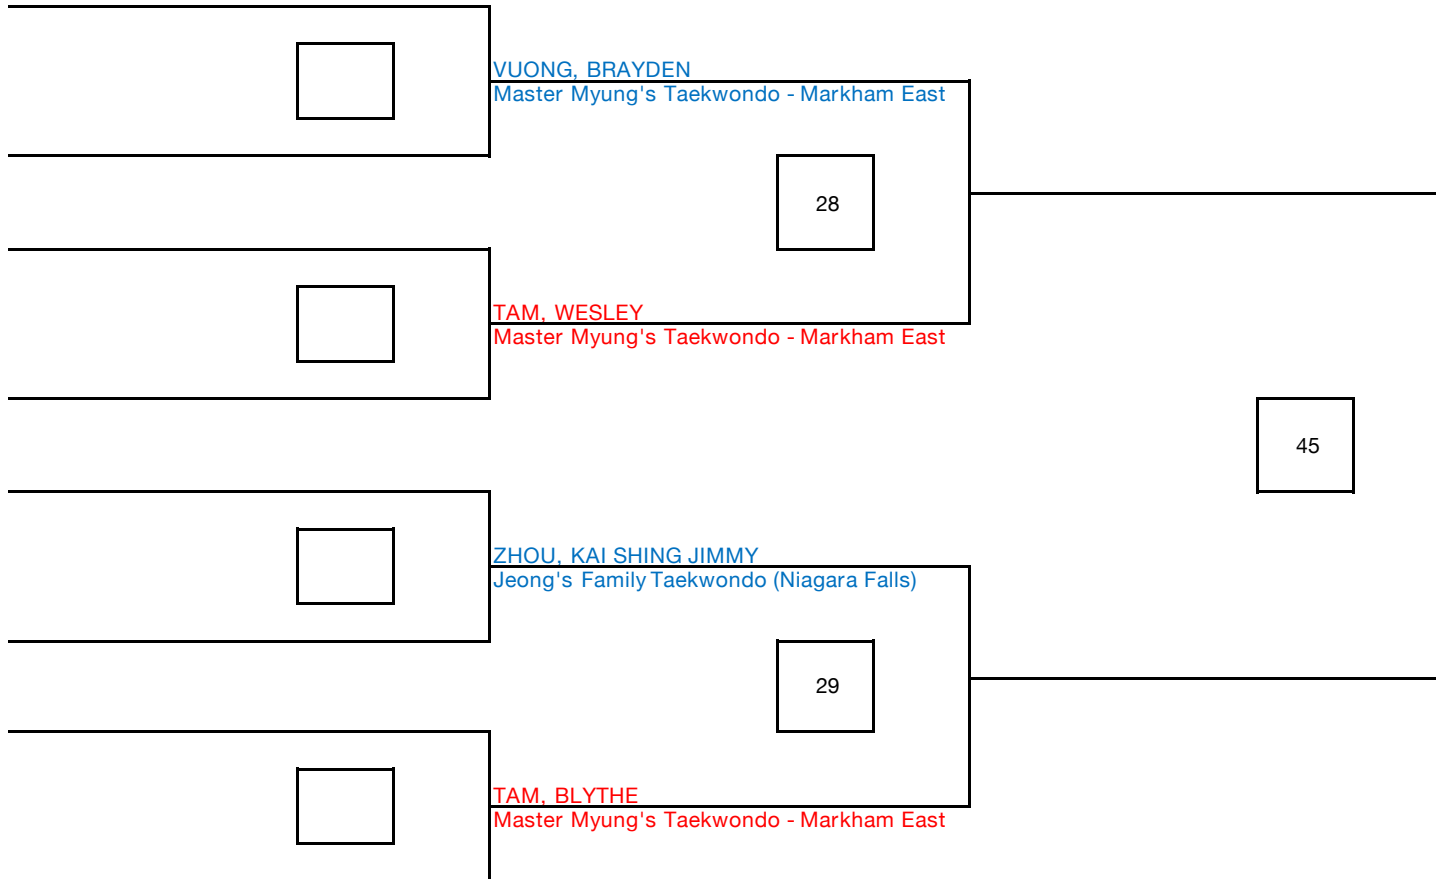 VUONG, BRAYDEN
Master Myung's Taekwondo - Markham East
28
TAM, WESLEY
Master Myung's Taekwondo - Markham East
45
ZHOU, KAI SHING JIMMY
Jeong's Family Taekwondo (Niagara Falls)
29
TAM, BLYTHE
Master Myung's Taekwondo - Markham East